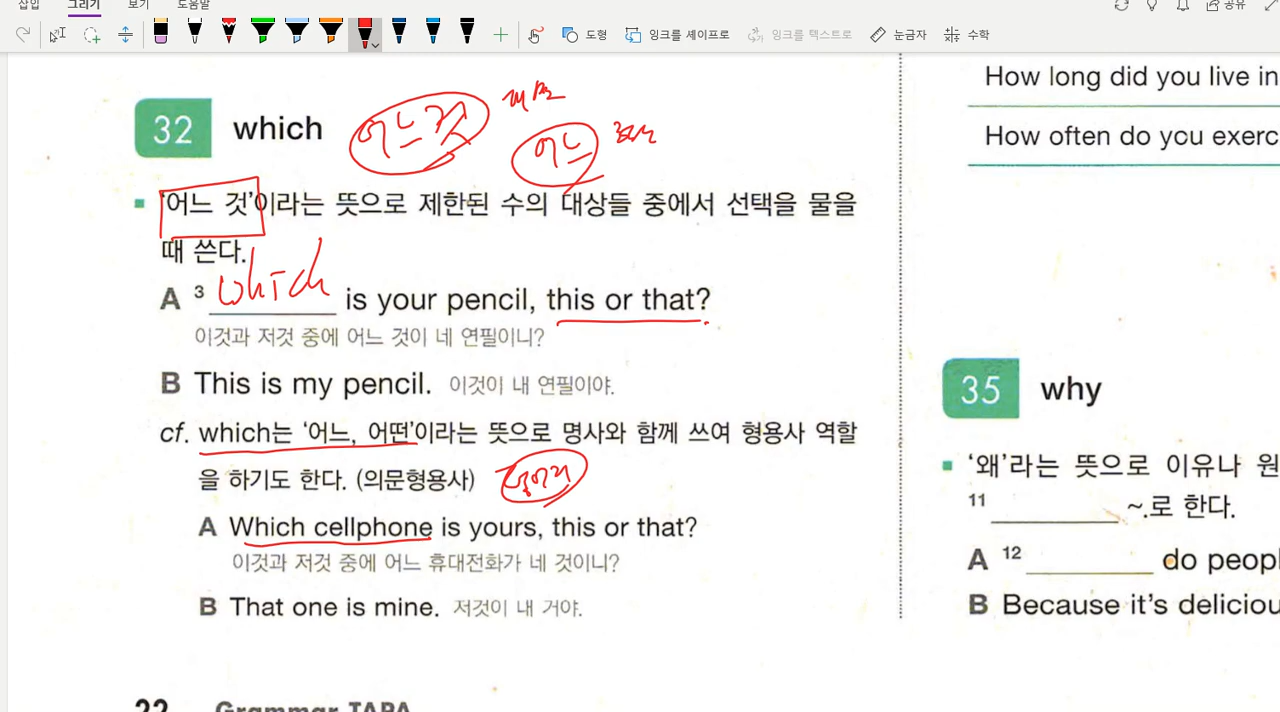 삽입 그리기 보기 도움말
공유
도형 잉크를 셰이프로 잉크를 텍스트로 눈금자 수학
32 which 어느 것
어느
'어느 것'이라는 뜻으로 제한된 수의 대상들 중에서 선택을 물을
때 쓴다.
A 3 which is your pencil, this or that?
이것과 저것 중에 어느 것이 네 연필이니?
B This is my pencil. 이것이 내 연필이야.
cf. which는 '어느, 어떤'이라는 뜻으로 명사와 함께 쓰여 형용사 역할
을 하기도 한다. (의문형용사) 덩어리
A Which cellphone is yours, this or that?
이것과 저것 중에 어느 휴대전화가 네 것이니?
B That one is mine. 저것이 내 거야.
22 Grammar TAPA
How long did you live in
How often do you exerc
35 why
'왜'라는 뜻으로 이유나 원
11 ~.로 한다.
A 12 do peopl
B Because it's deliciou